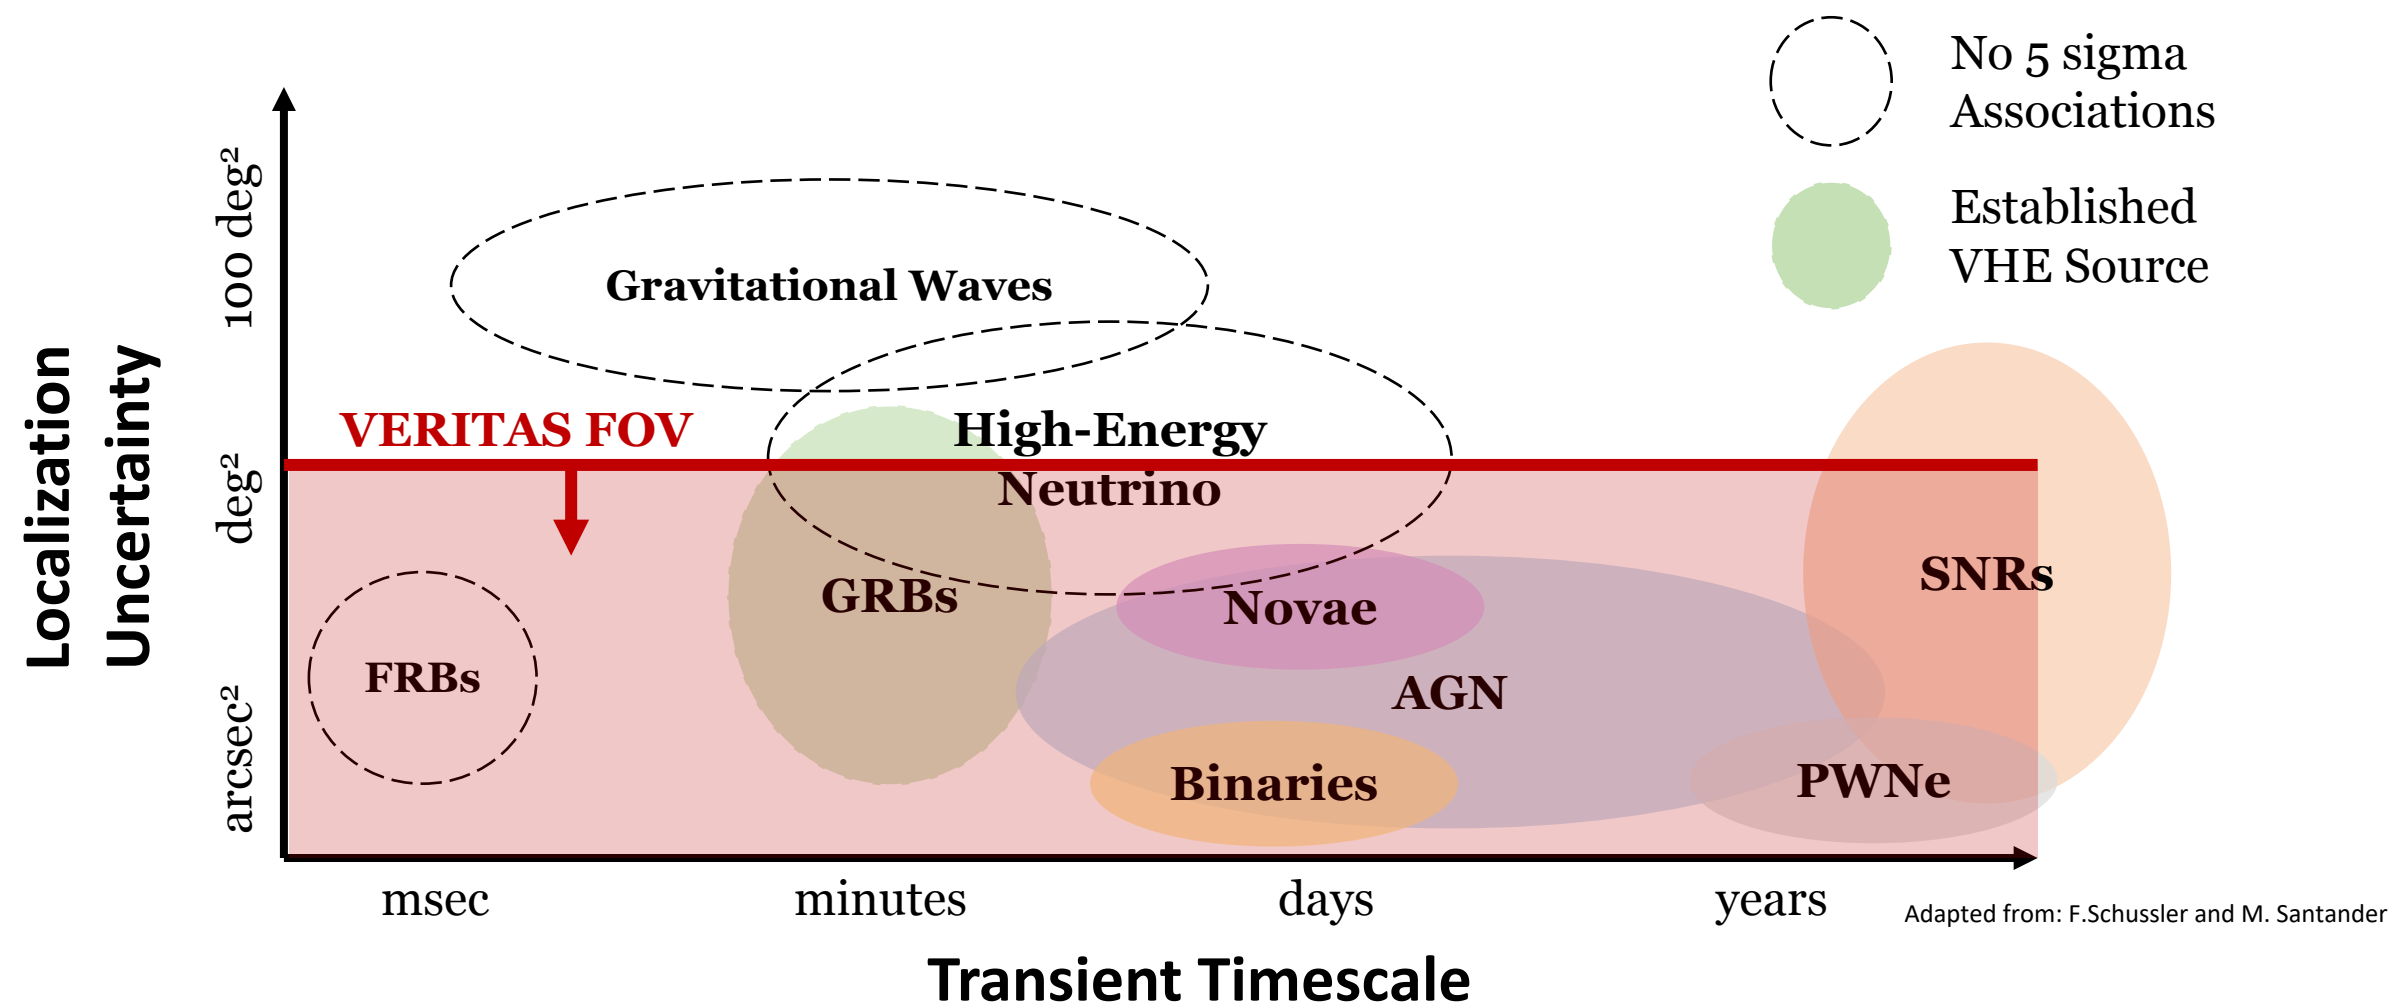 No 5 sigma
Associations
Established
VHE Source
Localization
Uncertainty
100 deg²
deg²
arcsec²
Gravitational Waves
VERITAS FOV
High-Energy
Neutrino
GRBs
Novae
SNRs
FRBs
AGN
Binaries
PWNe
msec
minutes
days
years
Adapted from: F.Schussler and M. Santander
Transient Timescale